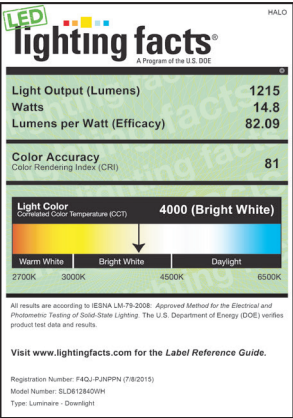 HALO
LED
lighting facts®
A Program of the U.S. DOE
Light Output (Lumens) 1215
Watts 14.8
Lumens per Watt (Efficacy) 82.09
Color Accuracy
Color Rendering Index (CRI) 81
Light Color
Correlated Color Temperature (CCT) 4000 (Bright White)
Warm White Bright White Daylight
2700K 3000K 4500K 6500K
All results are according to IESNA LM-79-2008: Approved Method for the Electrical and
Photometric Testing of Solid-State Lighting. The U.S. Department of Energy (DOE) verifies
product test data and results.
Visit www.lightingfacts.com for the Label Reference Guide.
Registration Number: F4QJ-PJNPPN (7/8/2015)
Model Number: SLD612840WH
Type: Luminaire - Downlight